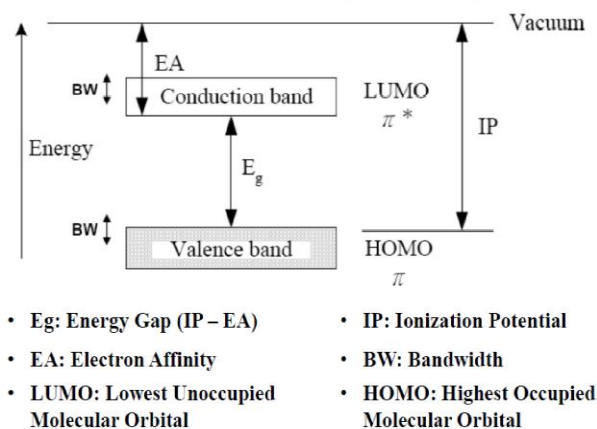 Vacuum
EA
BW
Conduction band
LUMO
π *
IP
Energy
Eg
BW
Valence band
HOMO
π
• Eg: Energy Gap (IP – EA)
• IP: Ionization Potential
• EA: Electron Affinity
• BW: Bandwidth
• LUMO: Lowest Unoccupied
Molecular Orbital
• HOMO: Highest Occupied
Molecular Orbital